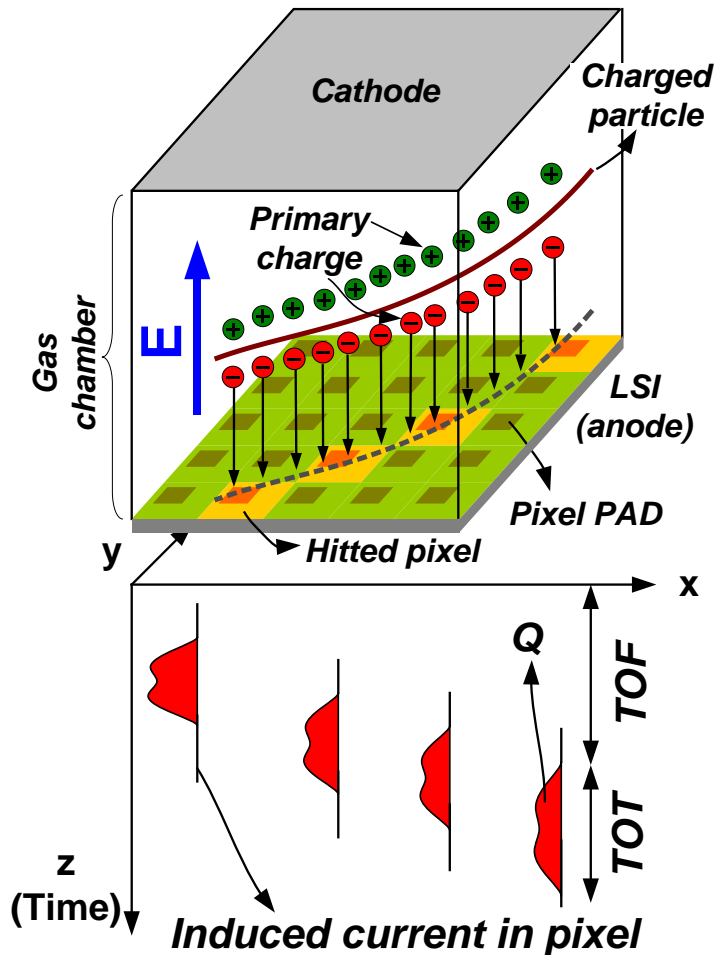 Cathode
Charged
particle
Primary
charge
E
Gas
chamber
LSI
(anode)
Pixel PAD
Hitted pixel
y
x
Q
TOF
TOT
z
(Time)
Induced current in pixel